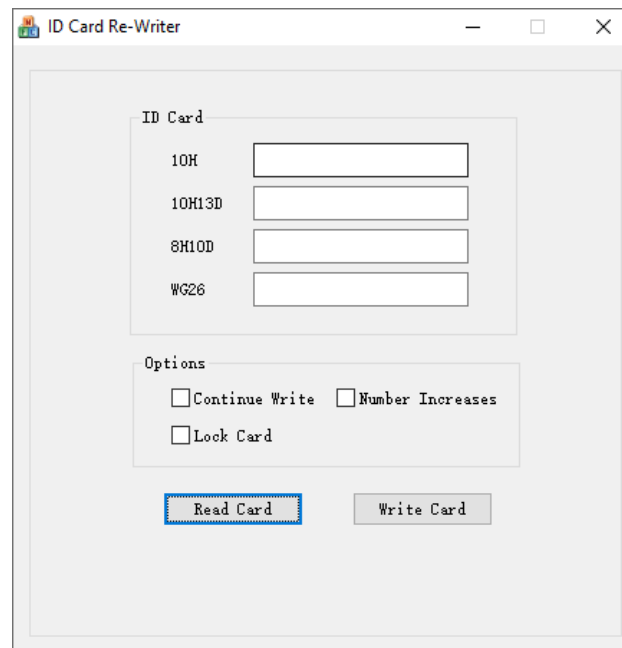 ID Card Re-Writer
ID Card
10H
10H13D
8H10D
WG26
Options
Continue Write Number Increases
Lock Card
Read Card Write Card